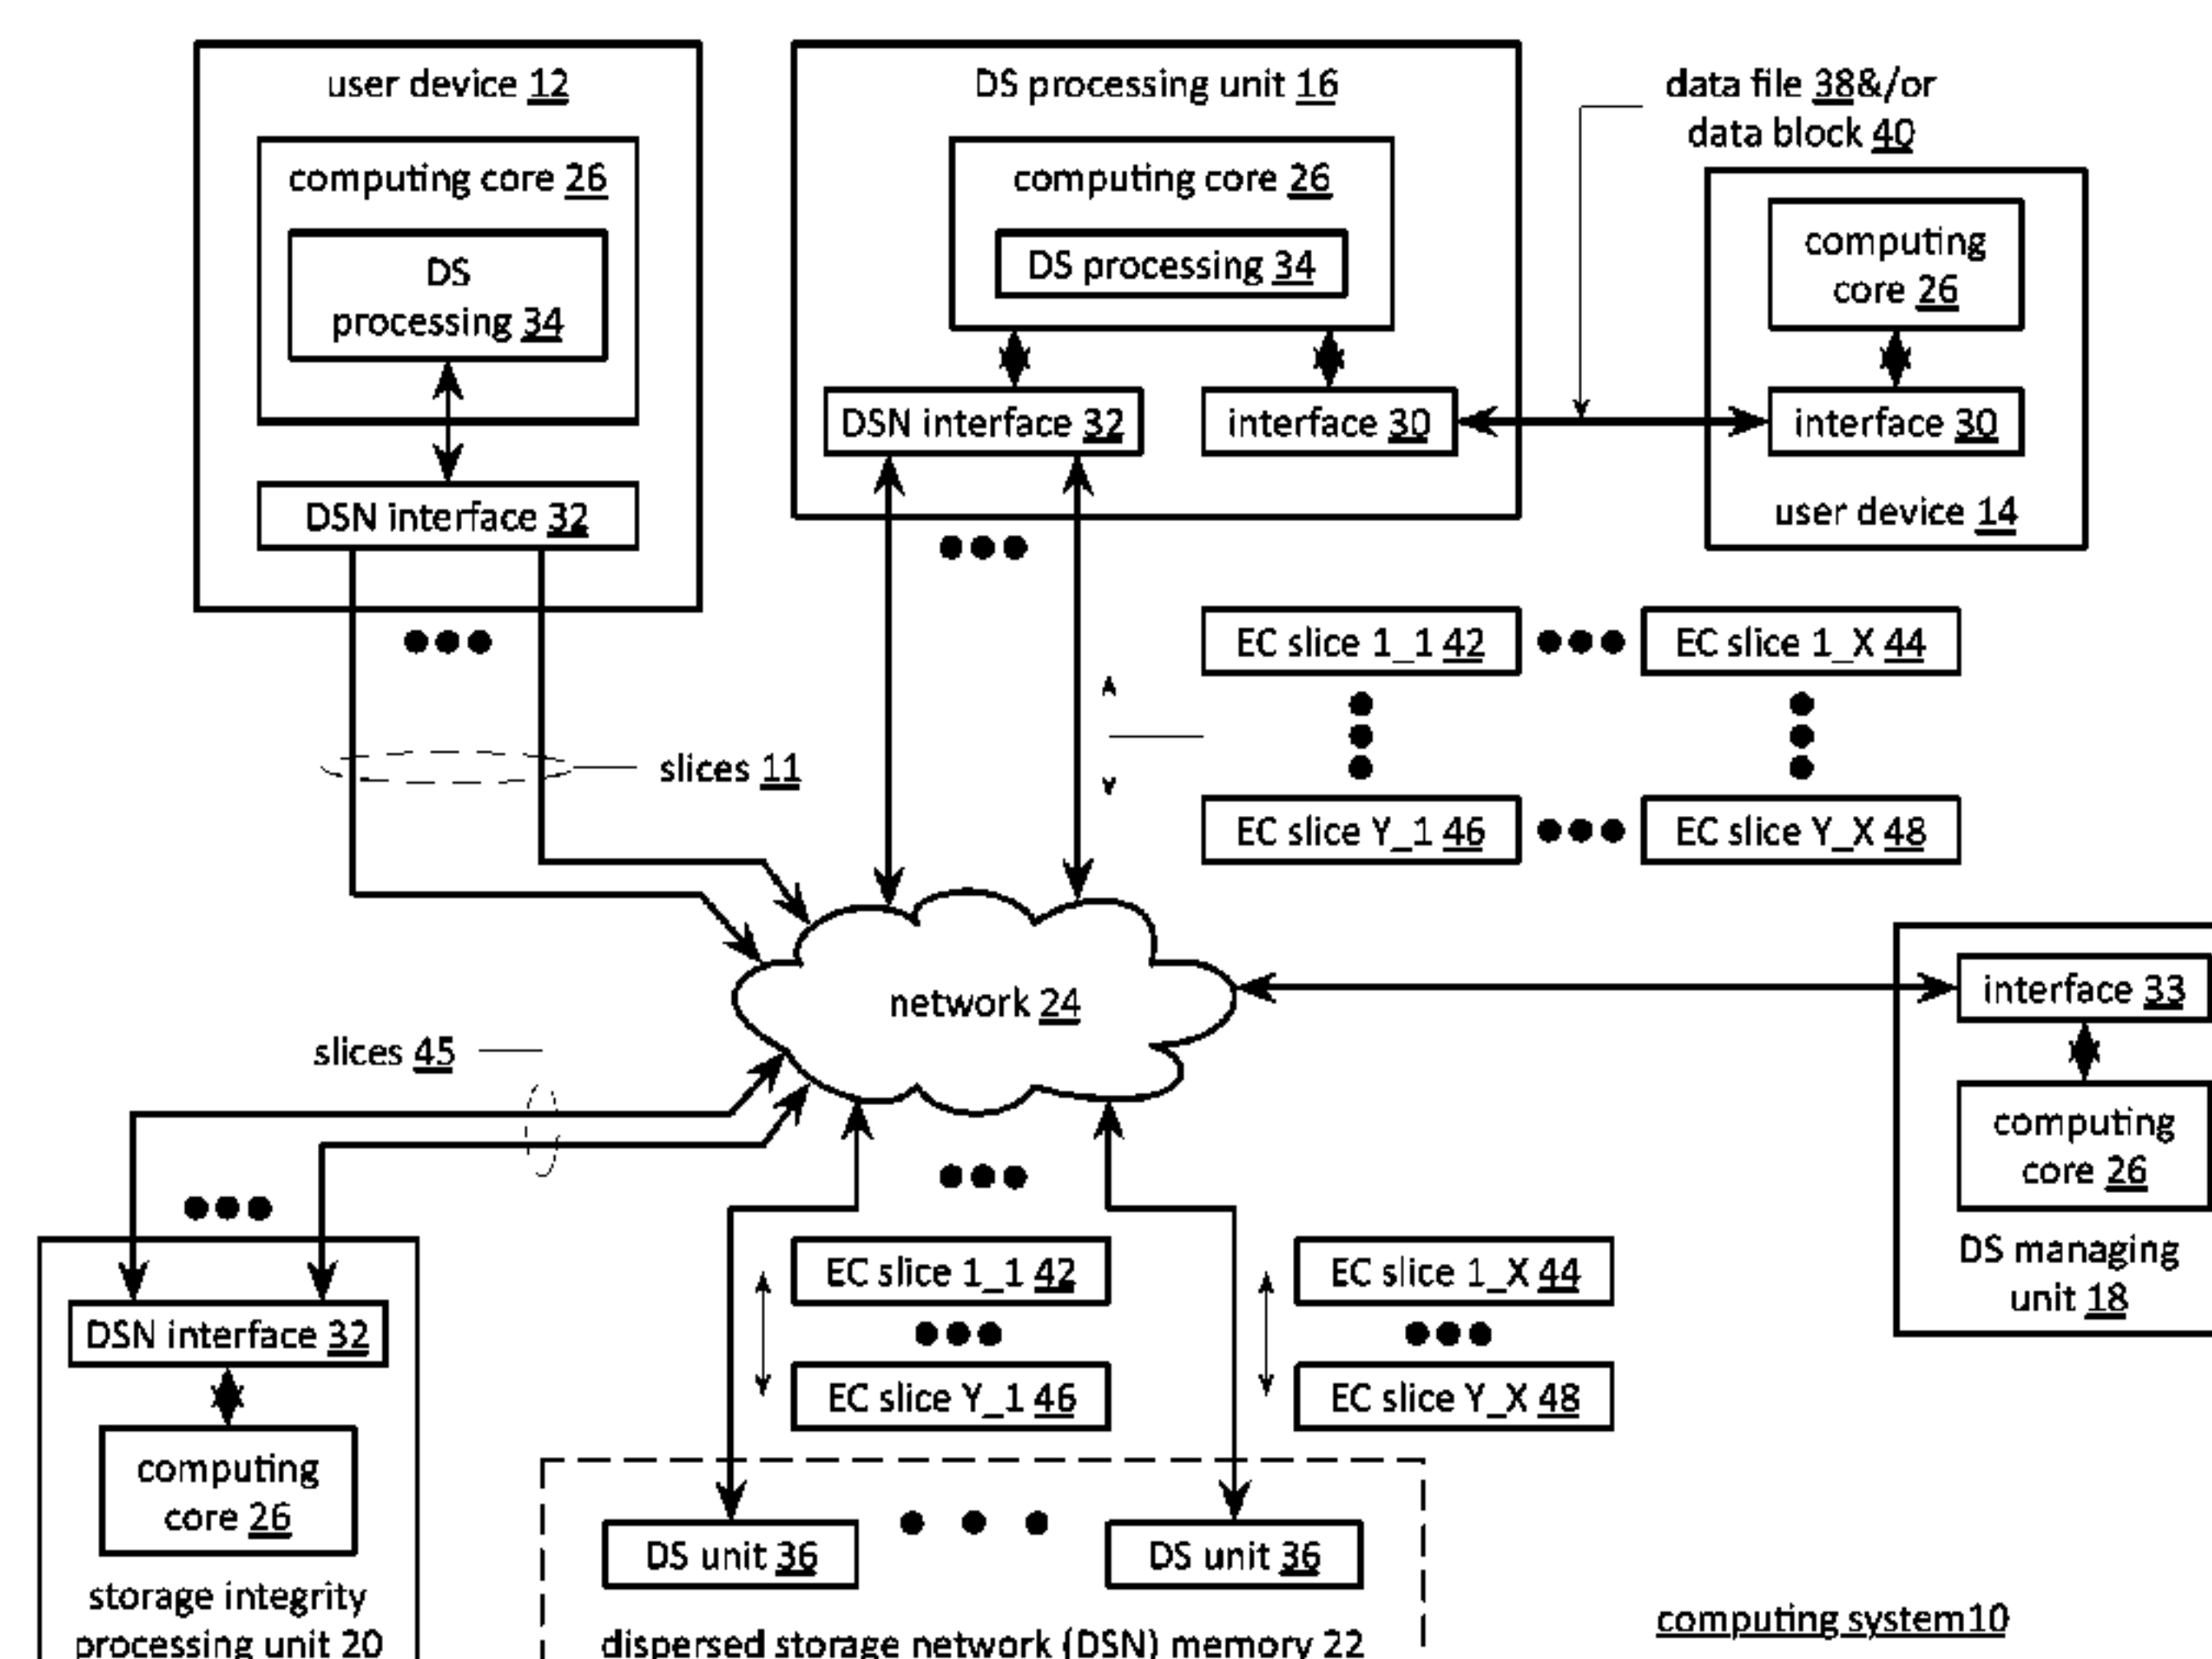 user device 12
computing core 26
DS
processing 34
DSN interface 32
DS processing unit 16
computing core 26
DS processing 34
DSN interface 32
interface 30
data file 38&/or
data block 40
computing
core 26
interface 30
user device 14
EC slice 1_1 42
EC slice 1_X 44
EC slice Y_1 46
EC slice Y_X 48
slices 11
network 24
interface 33
computing
core 26
DS managing
unit 18
slices 45
DSN interface 32
computing
core 26
storage integrity
processing unit 20
EC slice 1_1 42
EC slice Y_1 46
EC slice 1_X 44
EC slice Y_X 48
DS unit 36
DS unit 36
dispersed storage network (DSN) memory 22
computing system10